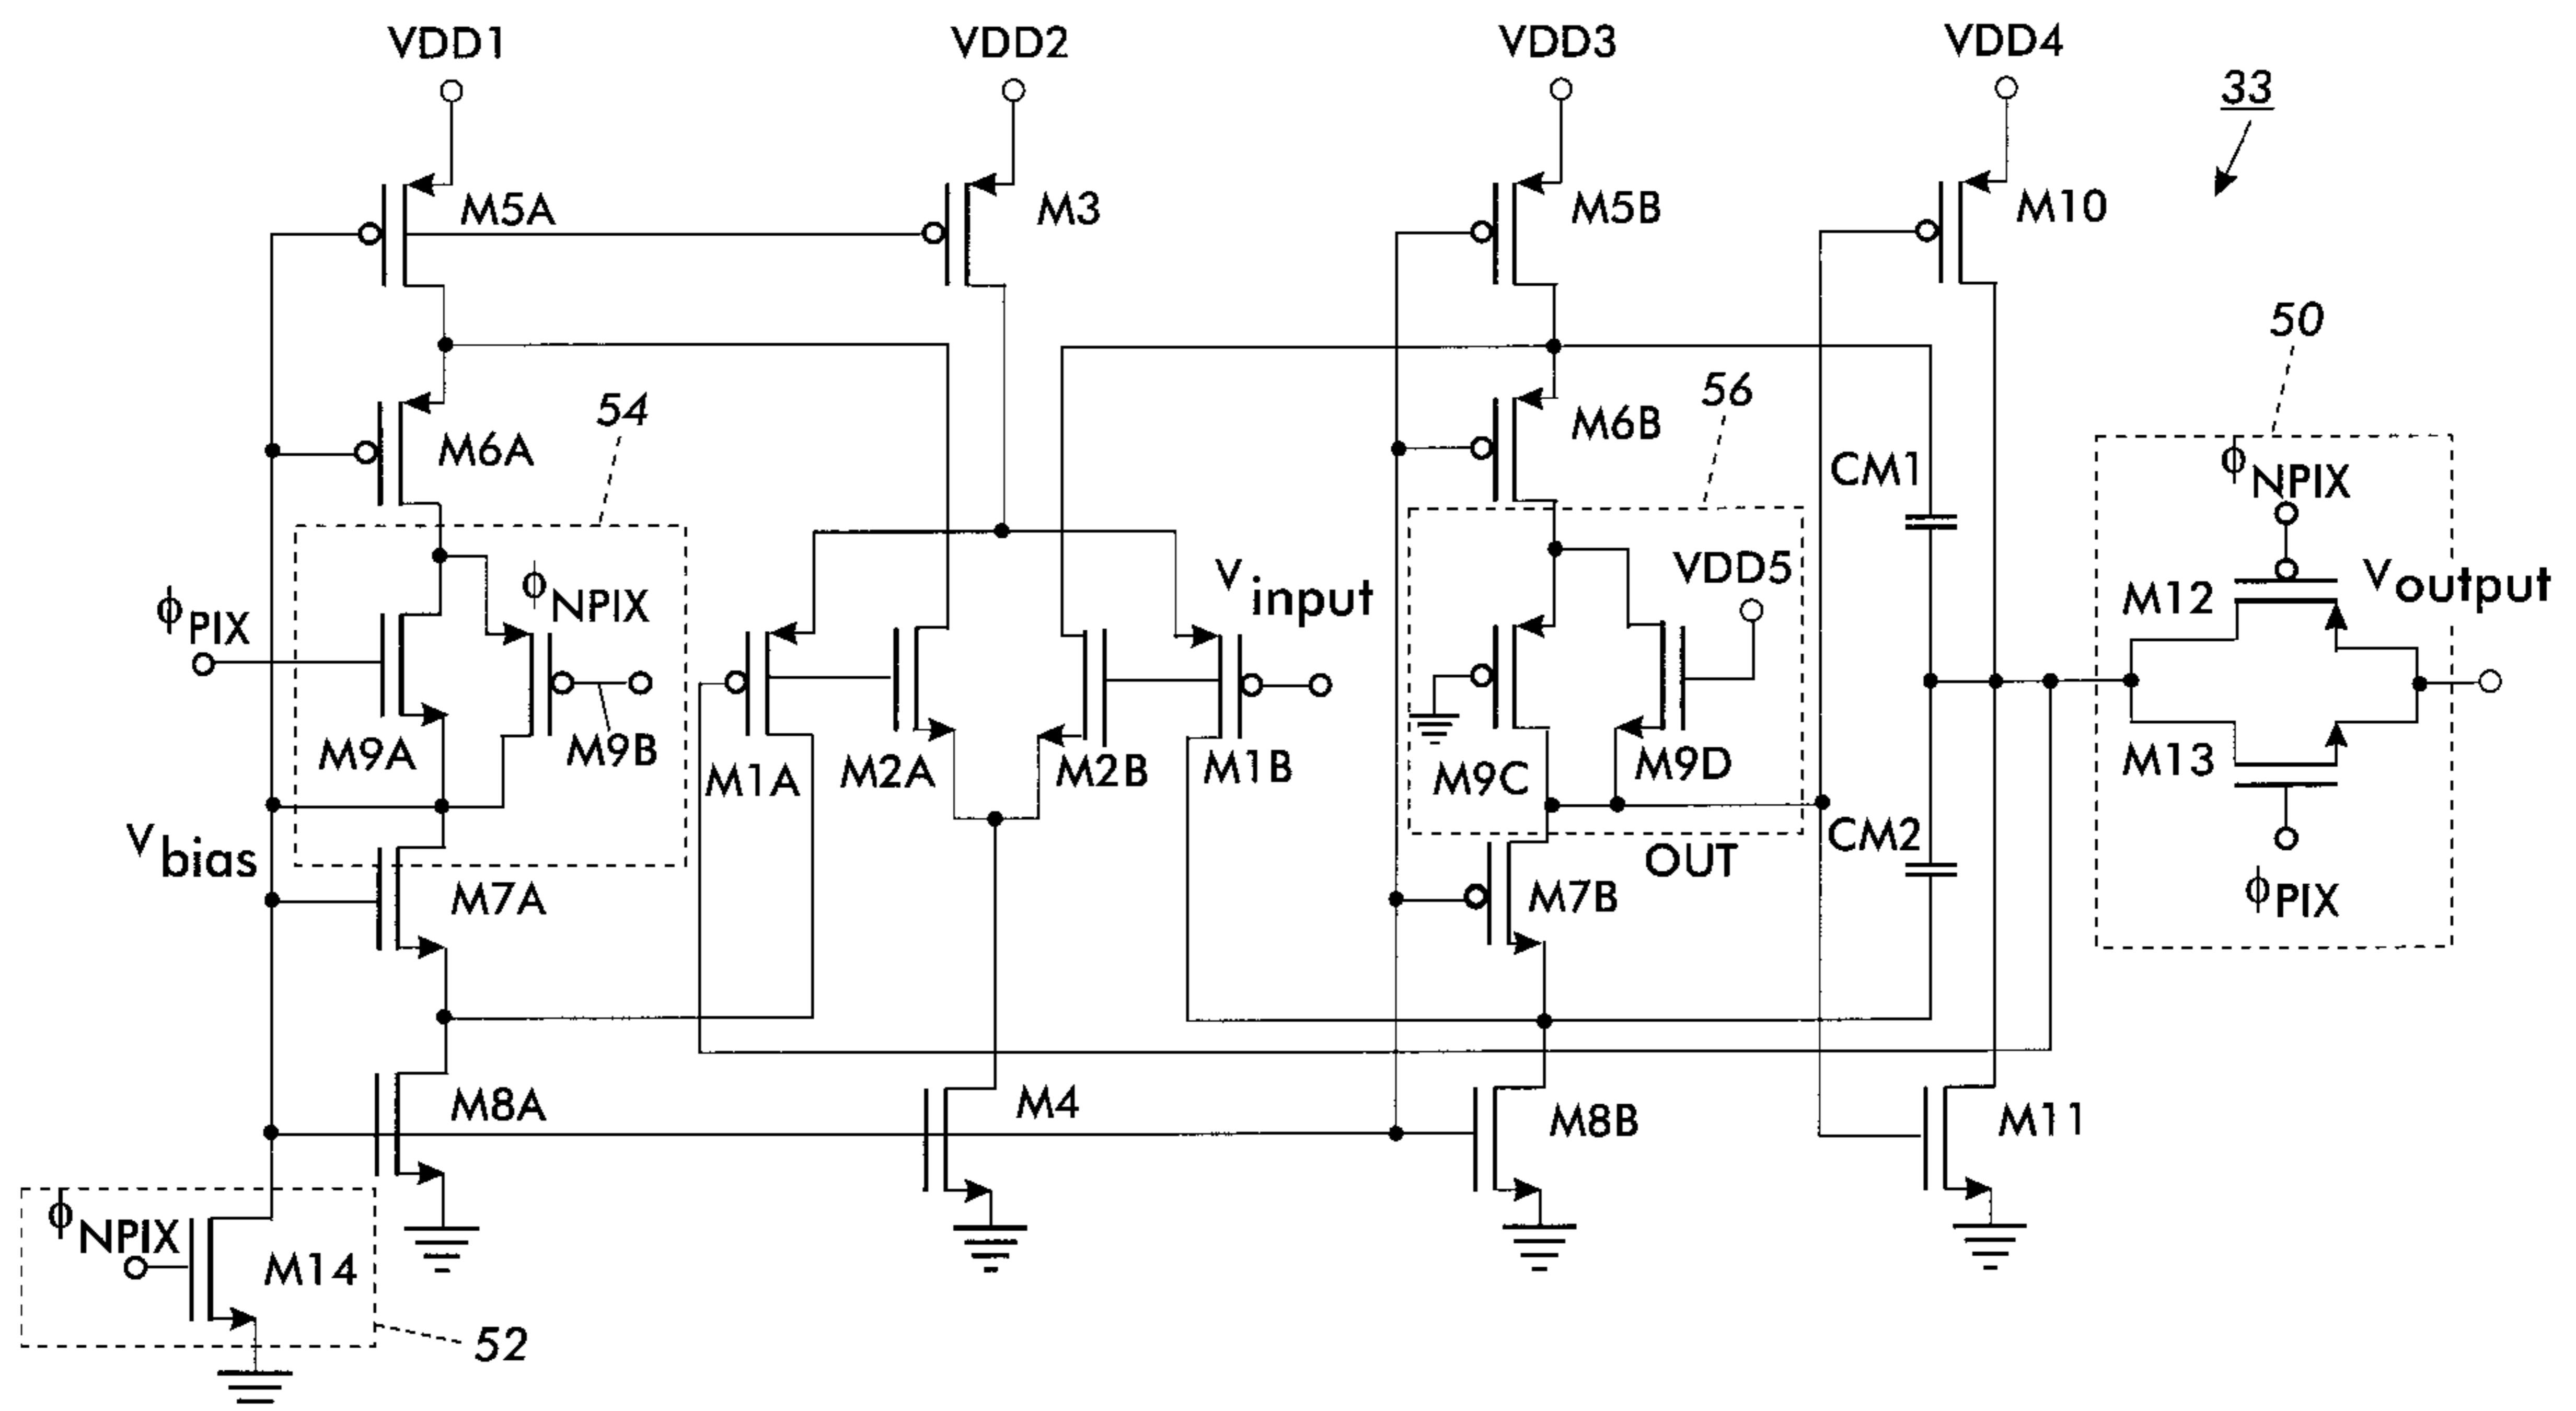 VDD1
VDD2
VDD3
VDD4
33
M5A
M3
M5B
M10
50
54
56
M6A
M6B
CM1
ϕNPIX
ϕPIX
ϕNPIX
Vinput
VDD5
M12
Voutput
M9A
M9B
M1A
M2A
M2B
M1B
M9C
M9D
M13
Vbias
CM2
OUT
M7A
M7B
ϕPIX
M8A
M4
M8B
M11
ϕNPIX
M14
52